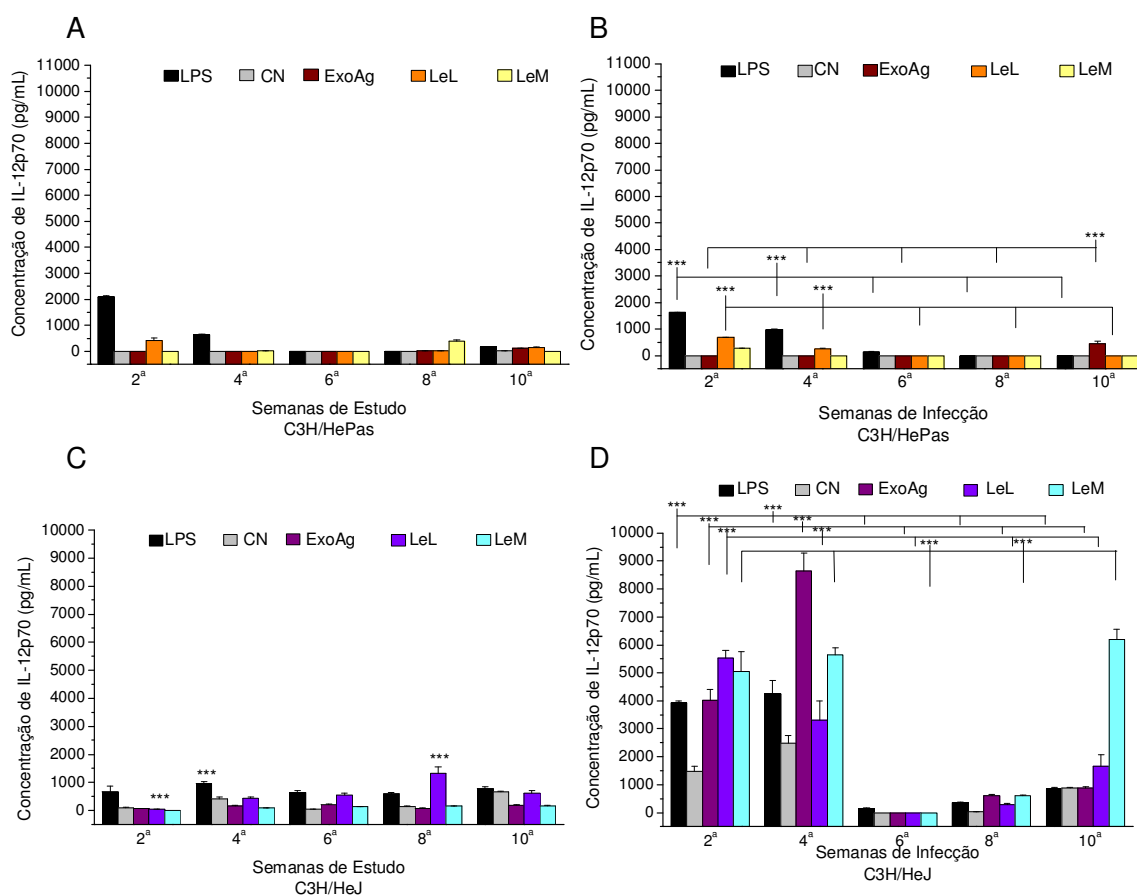 A
LPS CN ExoAg LeL LeM
Concentração de IL-12p70 (pg/mL)
11000
10000
9000
8000
7000
6000
5000
4000
3000
2000
1000
0
2ª 4ª 6ª 8ª 10ª
Semanas de Estudo
C3H/HePas
B
LPS CN ExoAg LeL LeM
Concentração de IL-12p70 (pg/mL)
11000
10000
9000
8000
7000
6000
5000
4000
3000
2000
1000
0
***
*** ***
*** ***
2ª 4ª 6ª 8ª 10ª
Semanas de Infecção
C3H/HePas
C
LPS CN ExoAg LeL LeM
Concentração de IL-12p70 (pg/mL)
10000
9000
8000
7000
6000
5000
4000
3000
2000
1000
0
*** *** ***
2ª 4ª 6ª 8ª 10ª
Semanas de Estudo
C3H/HeJ
D
LPS CN ExoAg LeL LeM
Concentração de IL-12p70 (pg/mL)
10000
9000
8000
7000
6000
5000
4000
3000
2000
1000
0
*** ***
*** ***
*** ***
*** ***
2ª 4ª 6ª 8ª 10ª
Semanas de Infecção
C3H/HeJ